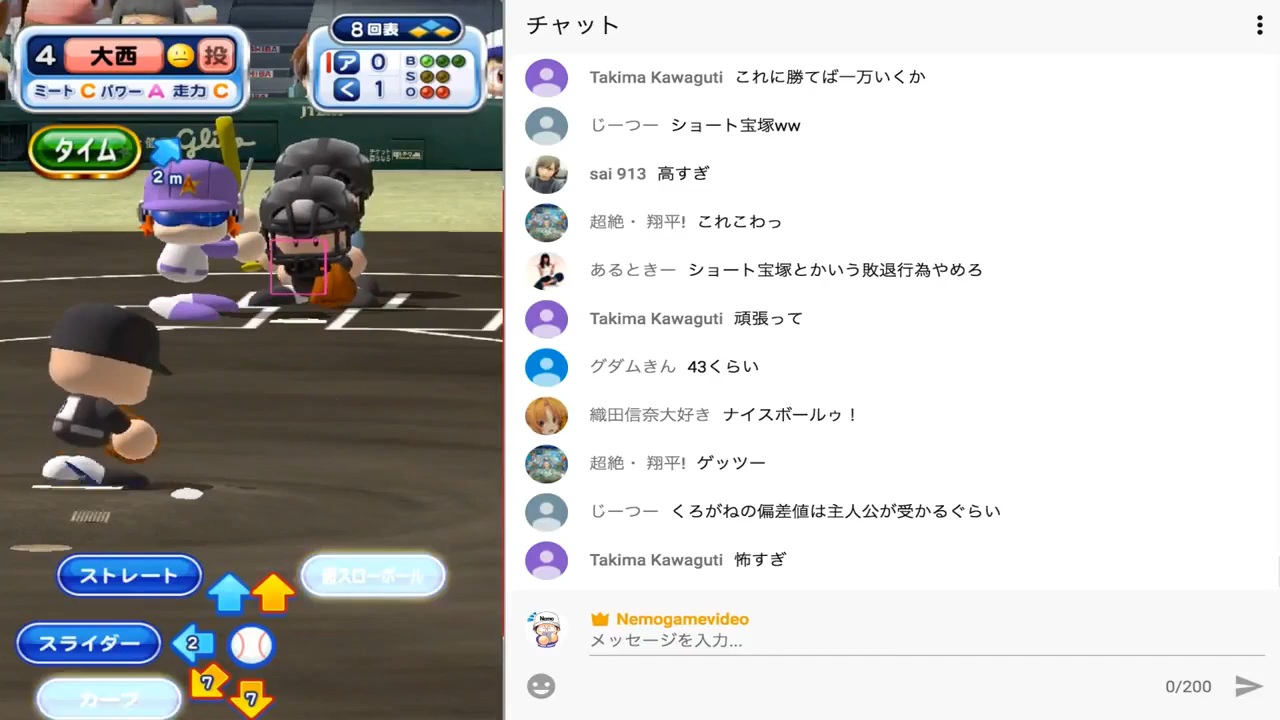 4 大西 投
ミート C パワー A 走力 C
8回表
ア 0
く 1
B
S
O
タイム
2 m
Glico
ストレート
超スローボール
スライダー
2
カーブ
7
7
チャット
Takima Kawaguti これに勝てば一万いくか
じーつー ショート宝塚ww
sai 913 高すぎ
超絶・ 翔平! これこわっ
あるときー ショート宝塚とかいう敗退行為やめろ
Takima Kawaguti 頑張って
グダムきん 43くらい
織田信奈大好き ナイスボールゥ！
超絶・ 翔平! ゲッツー
じーつー くろがねの偏差値は主人公が受かるぐらい
Takima Kawaguti 怖すぎ
Nemogamevideo
メッセージを入力...
0/200